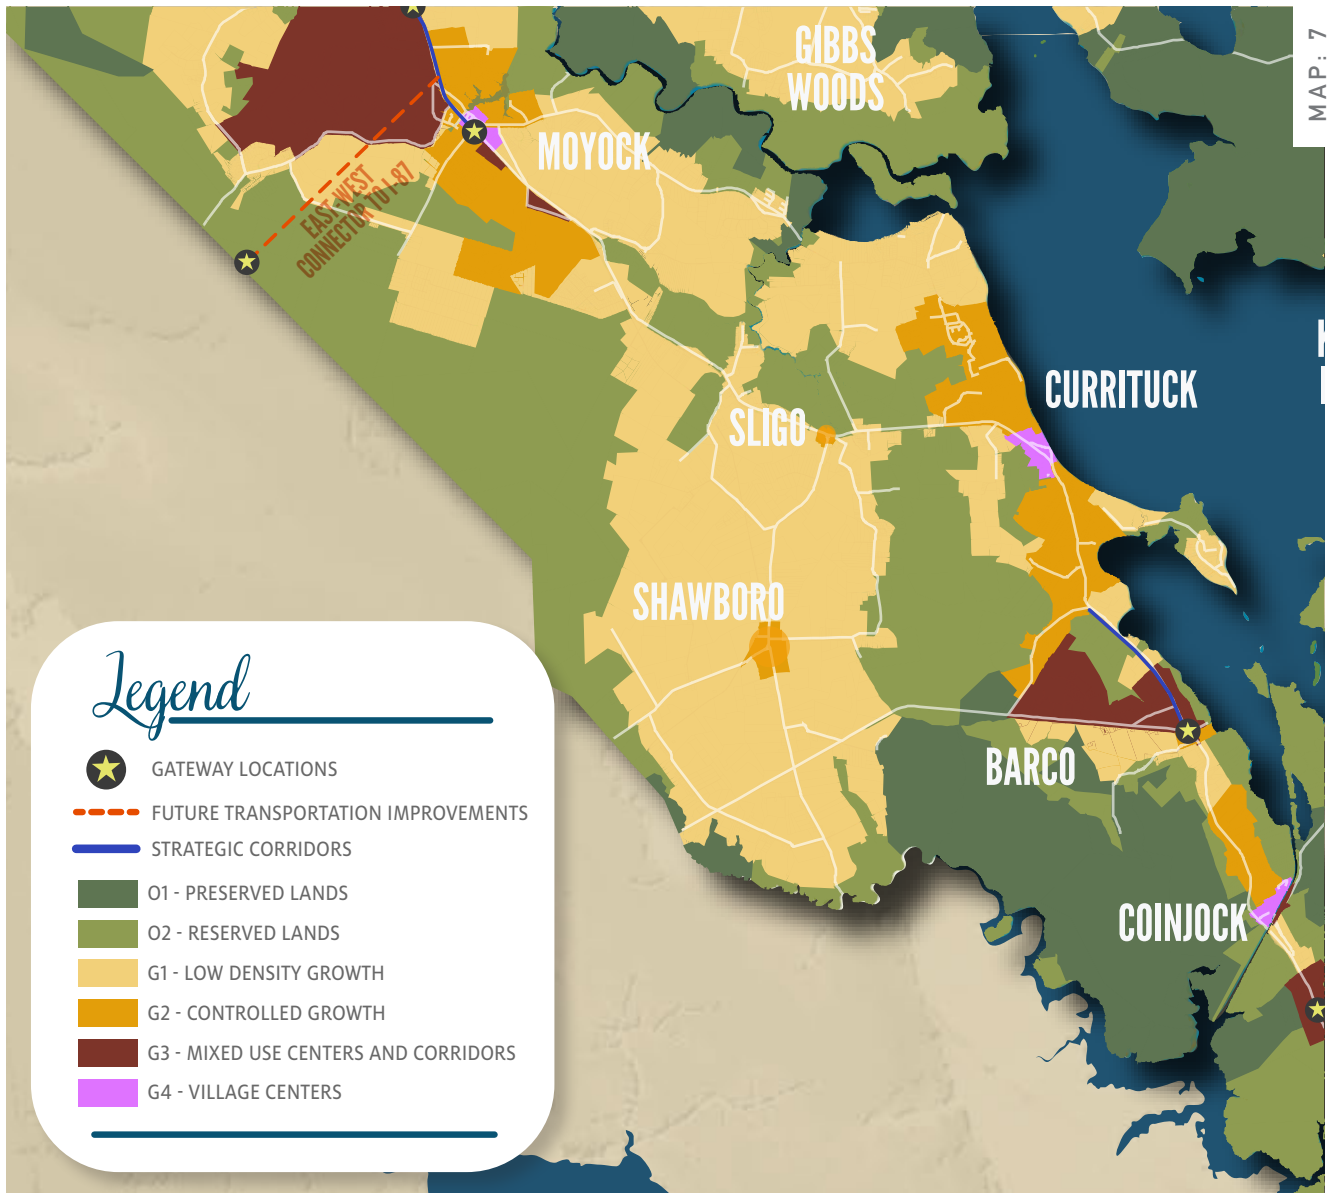 MAP: 7
GIBBS
WOODS
MOYOCK
EAST-WEST
CONNECTOR TO I-87
CURRITUCK
SLIGO
SHAWBORO
BARCO
COINJOCK
Legend
GATEWAY LOCATIONS
FUTURE TRANSPORTATION IMPROVEMENTS
STRATEGIC CORRIDORS
O1 - PRESERVED LANDS
O2 - RESERVED LANDS
G1 - LOW DENSITY GROWTH
G2 - CONTROLLED GROWTH
G3 - MIXED USE CENTERS AND CORRIDORS
G4 - VILLAGE CENTERS